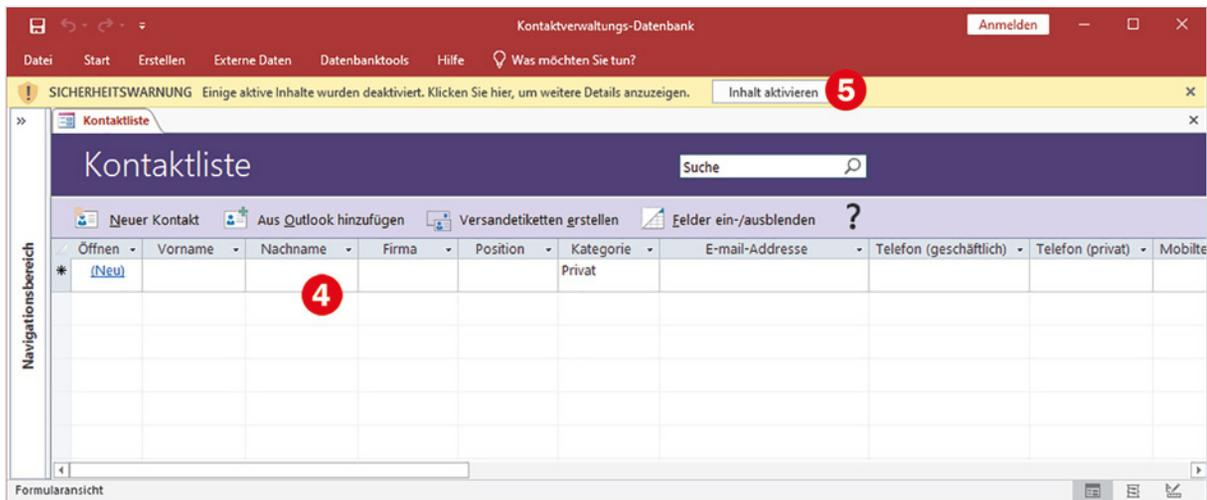 Kontaktverwaltungs-Datenbank Anmelden
Datei Start Erstellen Externe Daten Datenbanktools Hilfe Was möchten Sie tun?
SICHERHEITSWARNUNG Einige aktive Inhalte wurden deaktiviert. Klicken Sie hier, um weitere Details anzuzeigen. Inhalt aktivieren 5
» Kontaktliste
Kontaktliste Suche
Neuer Kontakt Aus Outlook hinzufügen Versandetiketten erstellen Felder ein-/ausblenden ?
Öffnen Vorname Nachname Firma Position Kategorie E-mail-Addresse Telefon (geschäftlich) Telefon (privat) Mobilte
(Neu) Privat
4
Navigationsbereich
Formularansicht